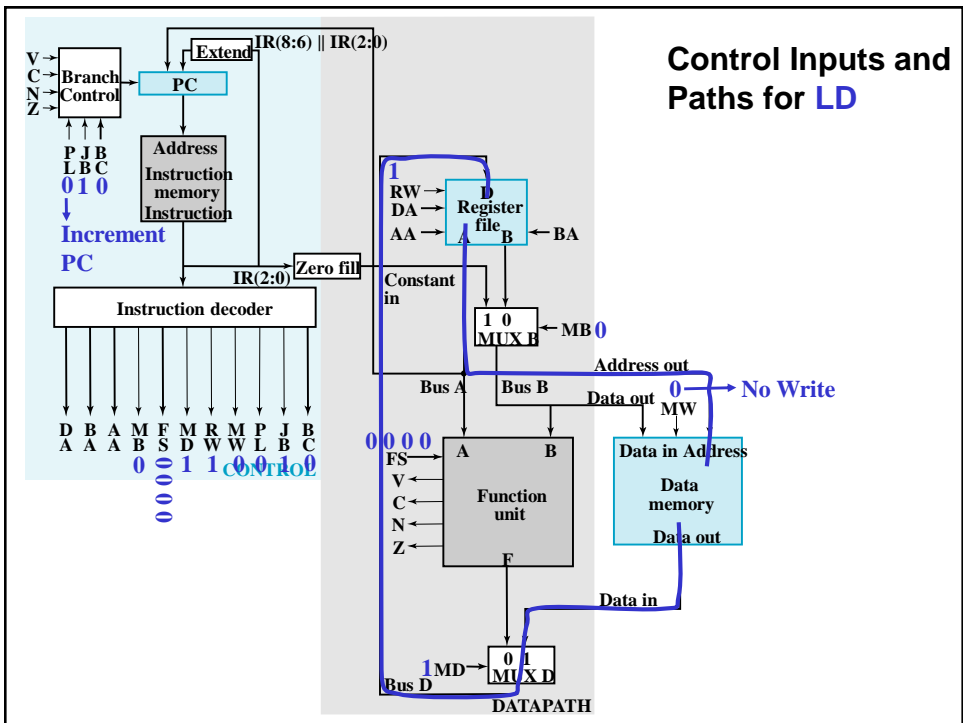 Control Inputs and
Paths for LD
IR(8:6) || IR(2:0)
Extend
V
C
N
Z
Branch
Control
PC
P
L
J
B
B
C
0 1 0
Increment
PC
Address
Instruction
memory
Instruction
IR(2:0)
Zero fill
Instruction decoder
D
A
B
A
A
A
M
B
F
S
M
D
R
W
M
W
P
L
J
B
B
C
0
0
0
0
0
1
1
0
0
1
0
CONTROL
1
RW
DA
AA
D
Register
file
A
B
BA
Constant
in
1 0
MUX B
MB 0
Address out
Bus A
Bus B
Data out
0
No Write
MW
0 0 0 0
FS
V
C
N
Z
A
B
Function
unit
F
Data in Address
Data
memory
Data out
Data in
0 1
MUX D
1 MD
Bus D
DATAPATH